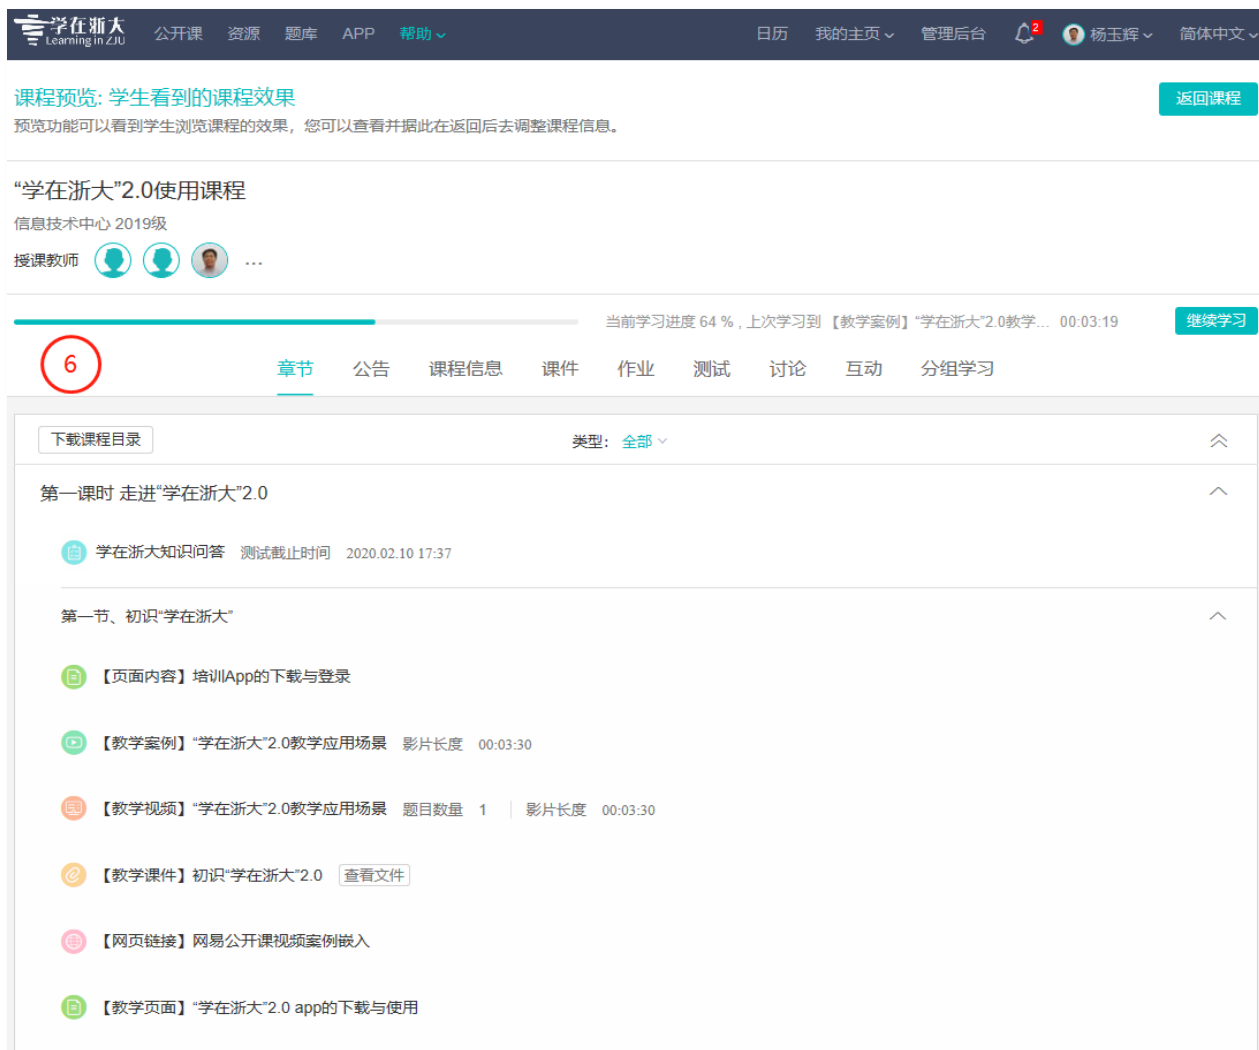 学在浙大 公开课 资源 题库 APP 帮助 日历 我的主页 管理后台 2 杨玉辉 简体中文
Learning in ZJU
课程预览: 学生看到的课程效果 返回课程
预览功能可以看到学生浏览课程的效果，您可以查看并据此在返回后去调整课程信息。
“学在浙大”2.0使用课程
信息技术中心 2019级
授课教师 ...
当前学习进度 64 % , 上次学习到 【教学案例】“学在浙大”2.0教学... 00:03:19 继续学习
6 章节 公告 课程信息 课件 作业 测试 讨论 互动 分组学习
下载课程目录 类型: 全部
第一课时 走进“学在浙大”2.0
学在浙大知识问答 测试截止时间 2020.02.10 17:37
第一节、初识“学在浙大”
【页面内容】培训App的下载与登录
【教学案例】“学在浙大”2.0教学应用场景 影片长度 00:03:30
【教学视频】“学在浙大”2.0教学应用场景 题目数量 1 影片长度 00:03:30
【教学课件】初识“学在浙大”2.0 查看文件
【网页链接】网易公开课视频案例嵌入
【教学页面】“学在浙大”2.0 app的下载与使用